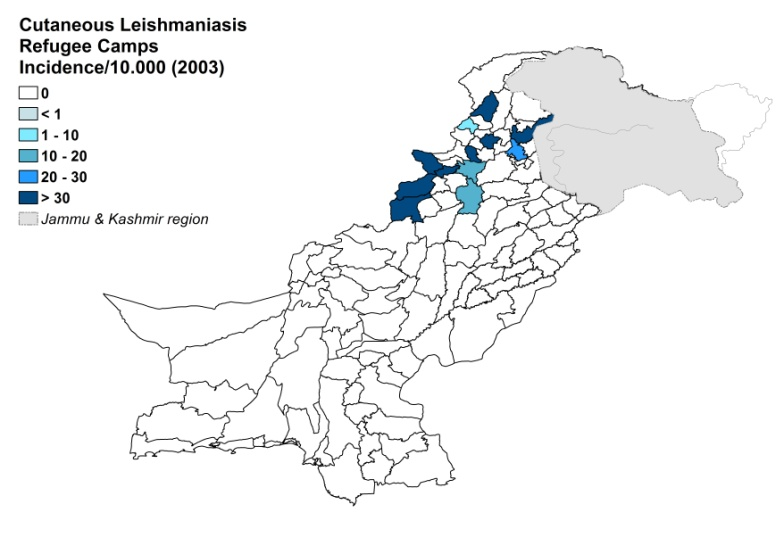 Cutaneous Leishmaniasis
Refugee Camps
Incidence/10.000 (2003)
0
< 1
1 - 10
10 - 20
20 - 30
> 30
Jammu & Kashmir region